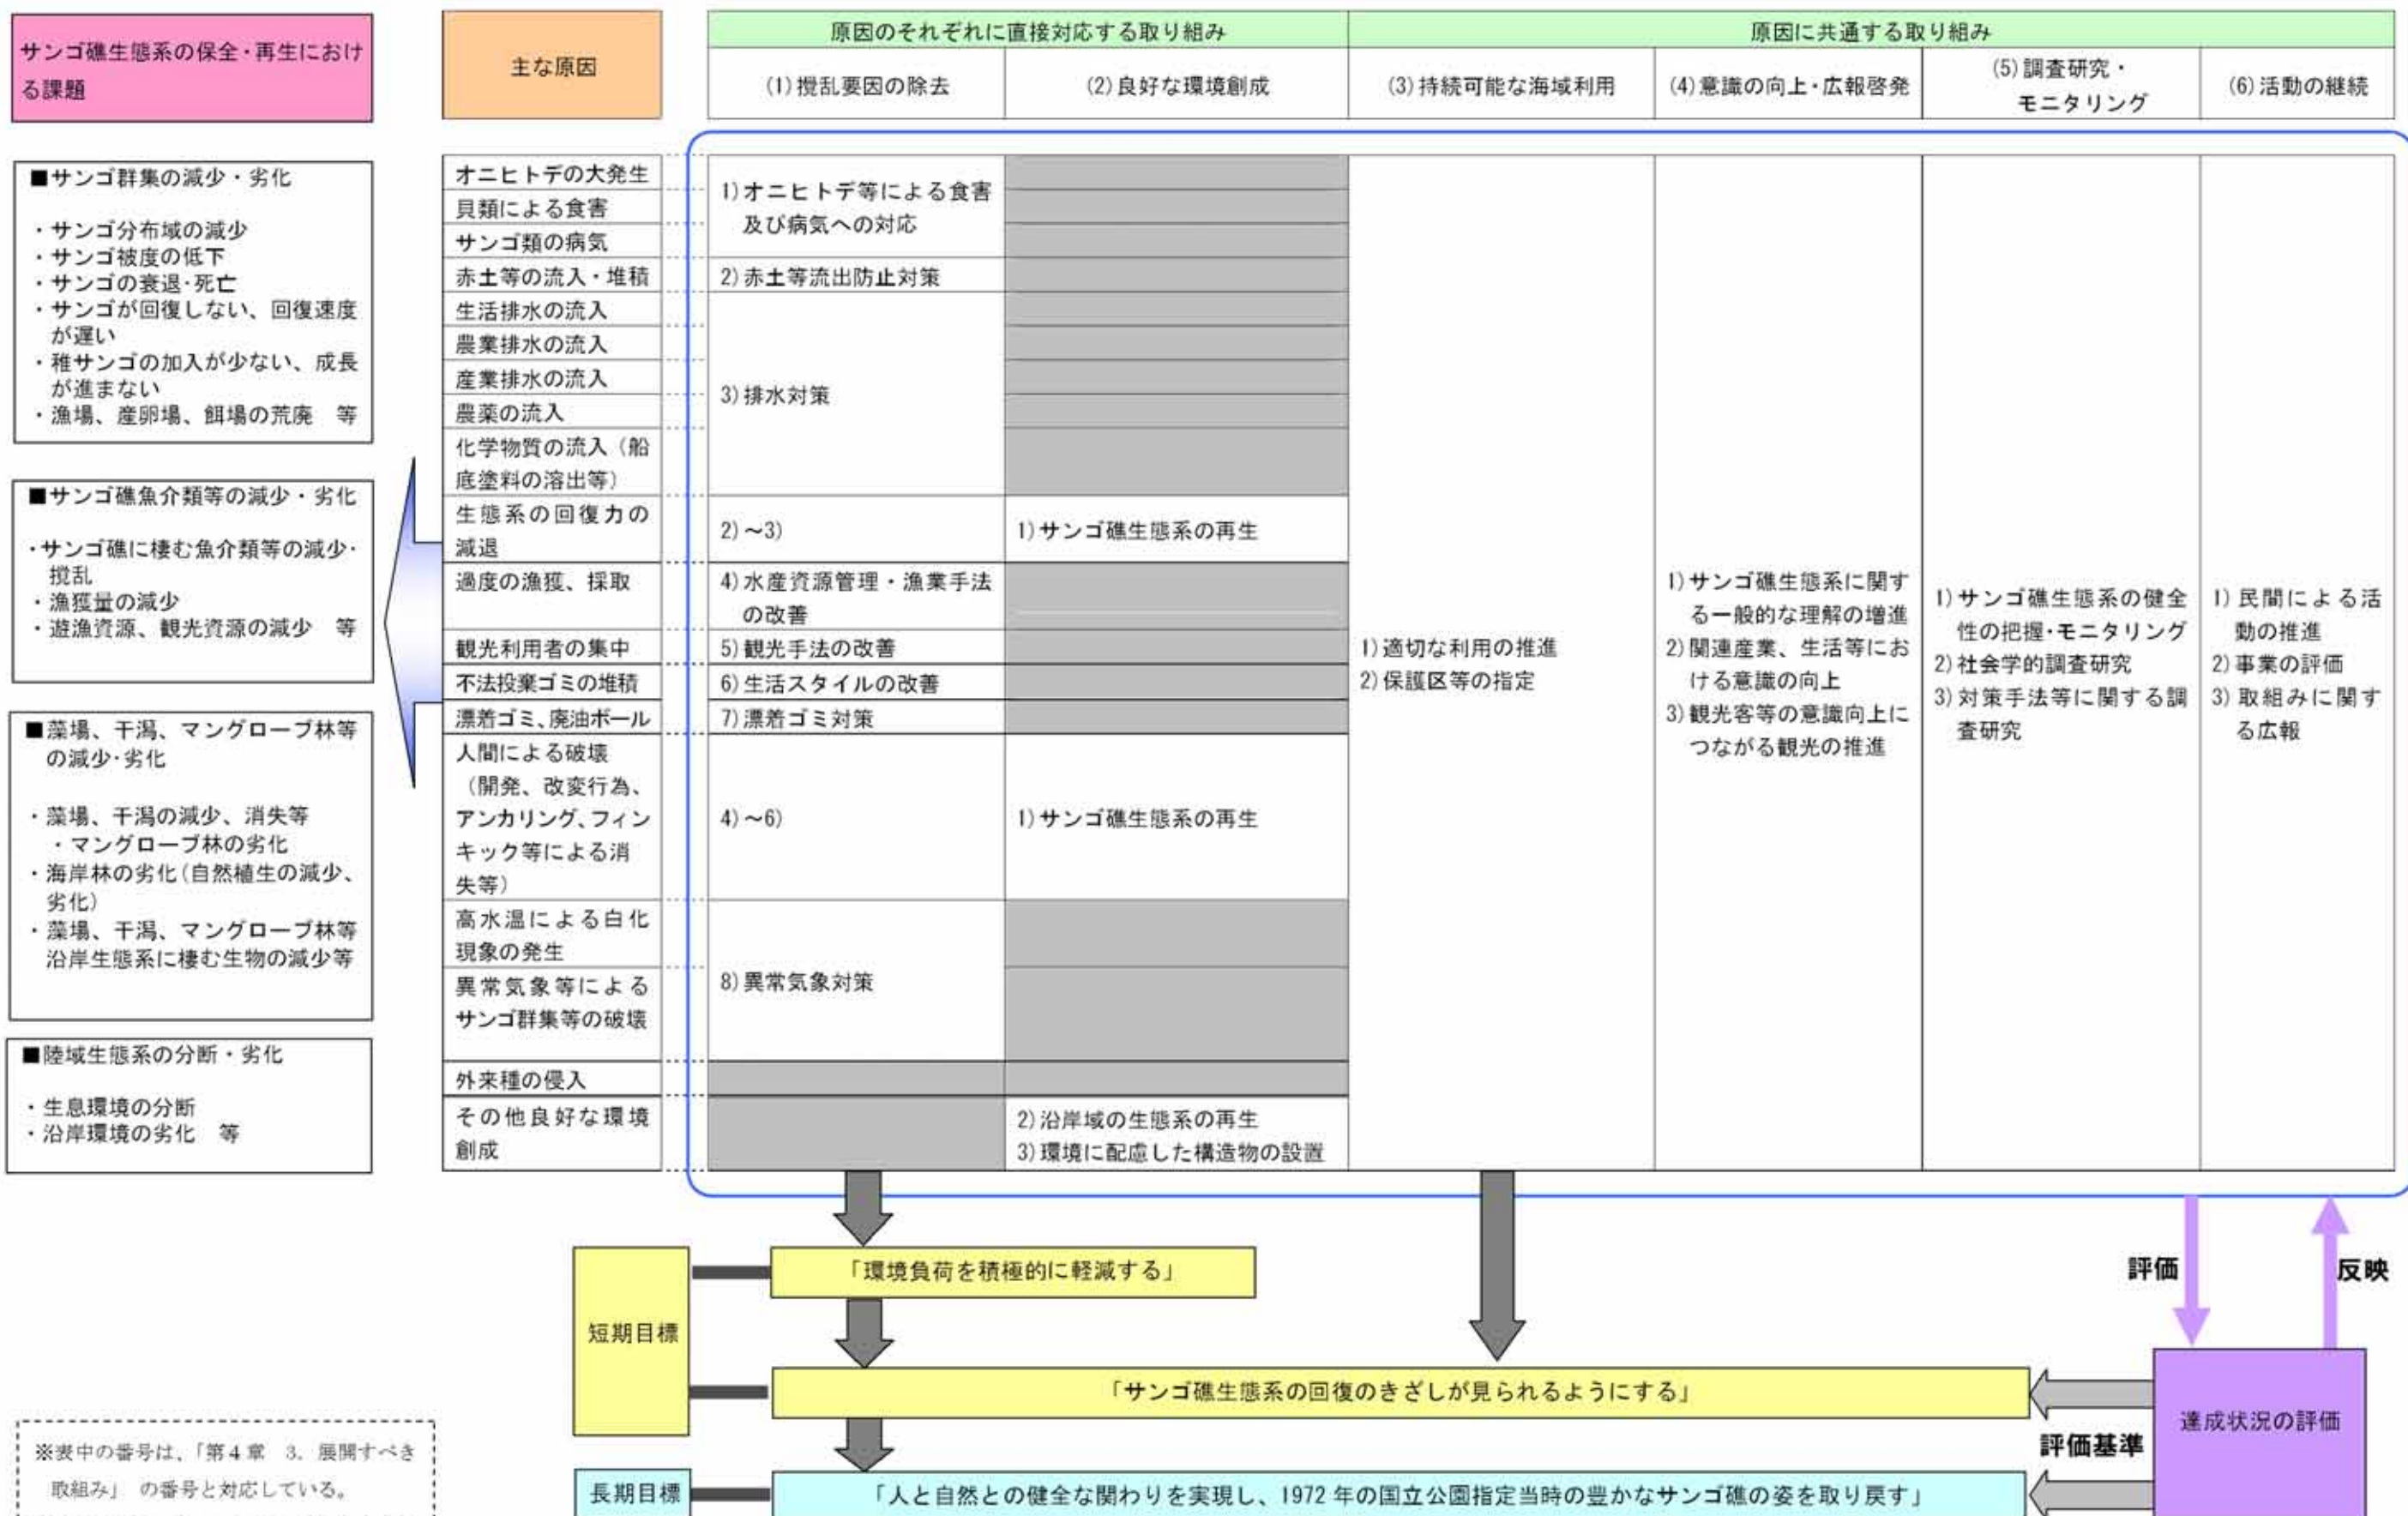 サンゴ礁生態系の保全・再生におけ
る課題
主な原因
原因のそれぞれに直接対応する取り組み
原因に共通する取り組み
(1)攪乱要因の除去
(2)良好な環境創成
(3)持続可能な海域利用
(4)意識の向上・広報啓発
(5)調査研究・
モニタリング
(6)活動の継続
■サンゴ群集の減少・劣化
・サンゴ分布域の減少
・サンゴ被度の低下
・サンゴの衰退・死亡
・サンゴが回復しない、回復速度
が遅い
・稚サンゴの加入が少ない、成長
が進まない
・漁場、産卵場、餌場の荒廃　等
■サンゴ礁魚介類等の減少・劣化
・サンゴ礁に棲む魚介類等の減少・
撹乱
・漁獲量の減少
・遊漁資源、観光資源の減少　等
■藻場、干潟、マングローブ林等
の減少・劣化
・藻場、干潟の減少、消失等
・マングローブ林の劣化
・海岸林の劣化(自然植生の減少、
劣化)
・藻場、干潟、マングローブ林等
沿岸生態系に棲む生物の減少等
■陸域生態系の分断・劣化
・生息環境の分断
・沿岸環境の劣化　等
オニヒトデの大発生
貝類による食害
サンゴ類の病気
赤土等の流入・堆積
生活排水の流入
農業排水の流入
産業排水の流入
農薬の流入
化学物質の流入（船
底塗料の溶出等）
生態系の回復力の
減退
過度の漁獲、採取
観光利用者の集中
不法投棄ゴミの堆積
漂着ゴミ、廃油ボール
人間による破壊
（開発、改変行為、
アンカリング、フィン
キック等による消
失等）
高水温による白化
現象の発生
異常気象等による
サンゴ群集等の破壊
外来種の侵入
その他良好な環境
創成
1)オニヒトデ等による食害
及び病気への対応
2)赤土等流出防止対策
3)排水対策
2)～3)
4)水産資源管理・漁業手法
の改善
5)観光手法の改善
6)生活スタイルの改善
7)漂着ゴミ対策
4)～6)
8)異常気象対策
1)サンゴ礁生態系の再生
1)サンゴ礁生態系の再生
2)沿岸域の生態系の再生
3)環境に配慮した構造物の設置
1)適切な利用の推進
2)保護区等の指定
1)サンゴ礁生態系に関す
る一般的な理解の増進
2)関連産業、生活等にお
ける意識の向上
3)観光客等の意識向上に
つながる観光の推進
1)サンゴ礁生態系の健全
性の把握・モニタリング
2)社会学的調査研究
3)対策手法等に関する調
査研究
1)民間による活
動の推進
2)事業の評価
3)取組みに関す
る広報
短期目標
「環境負荷を積極的に軽減する」
「サンゴ礁生態系の回復のきざしが見られるようにする」
長期目標
「人と自然との健全な関わりを実現し、1972 年の国立公園指定当時の豊かなサンゴ礁の姿を取り戻す」
評価
反映
達成状況の評価
評価基準
※表中の番号は、「第４章　3．展開すべき
取組み」 の番号と対応している。